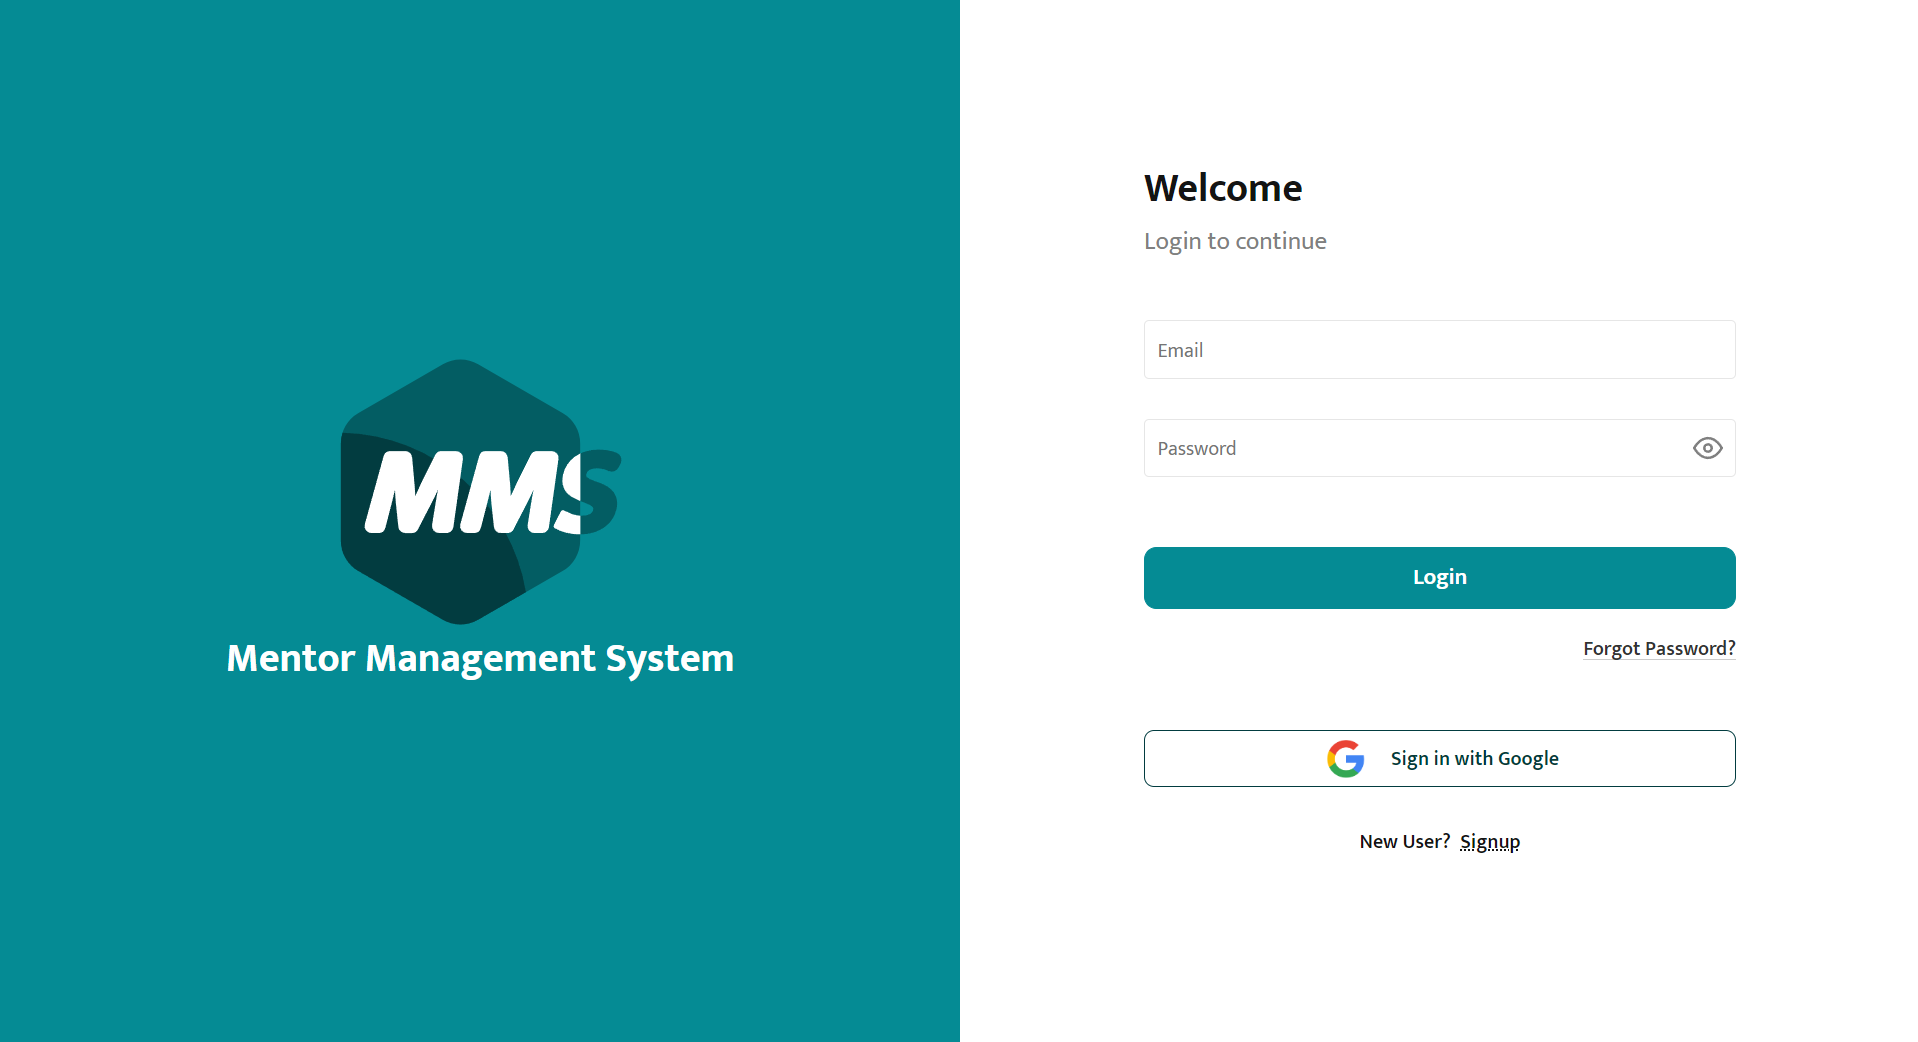 MMS
Mentor Management System
Welcome
Login to continue
Email
Password
Login
Forgot Password?
Sign in with Google
New User? Signup